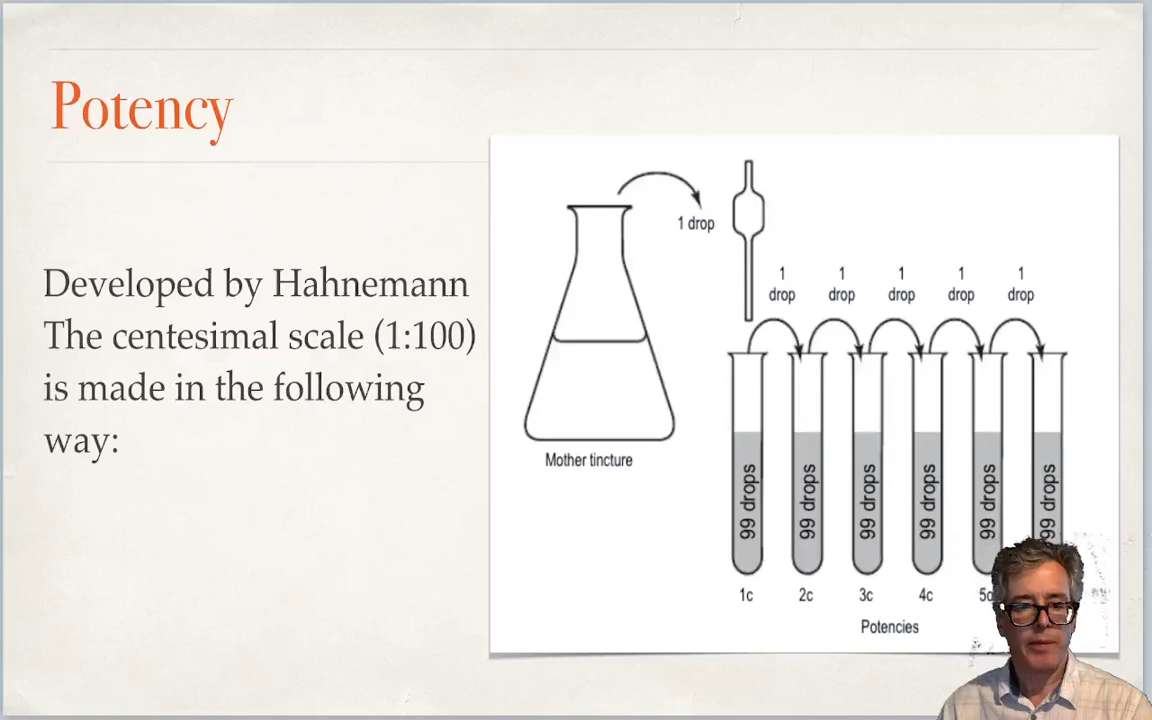 Potency
Developed by Hahnemann
The centesimal scale (1:100)
is made in the following
way:
1 drop
1
drop
1
drop
1
drop
1
drop
1
drop
Mother tincture
99 drops
99 drops
99 drops
99 drops
99 drops
99 drops
1c
2c
3c
4c
Potencies